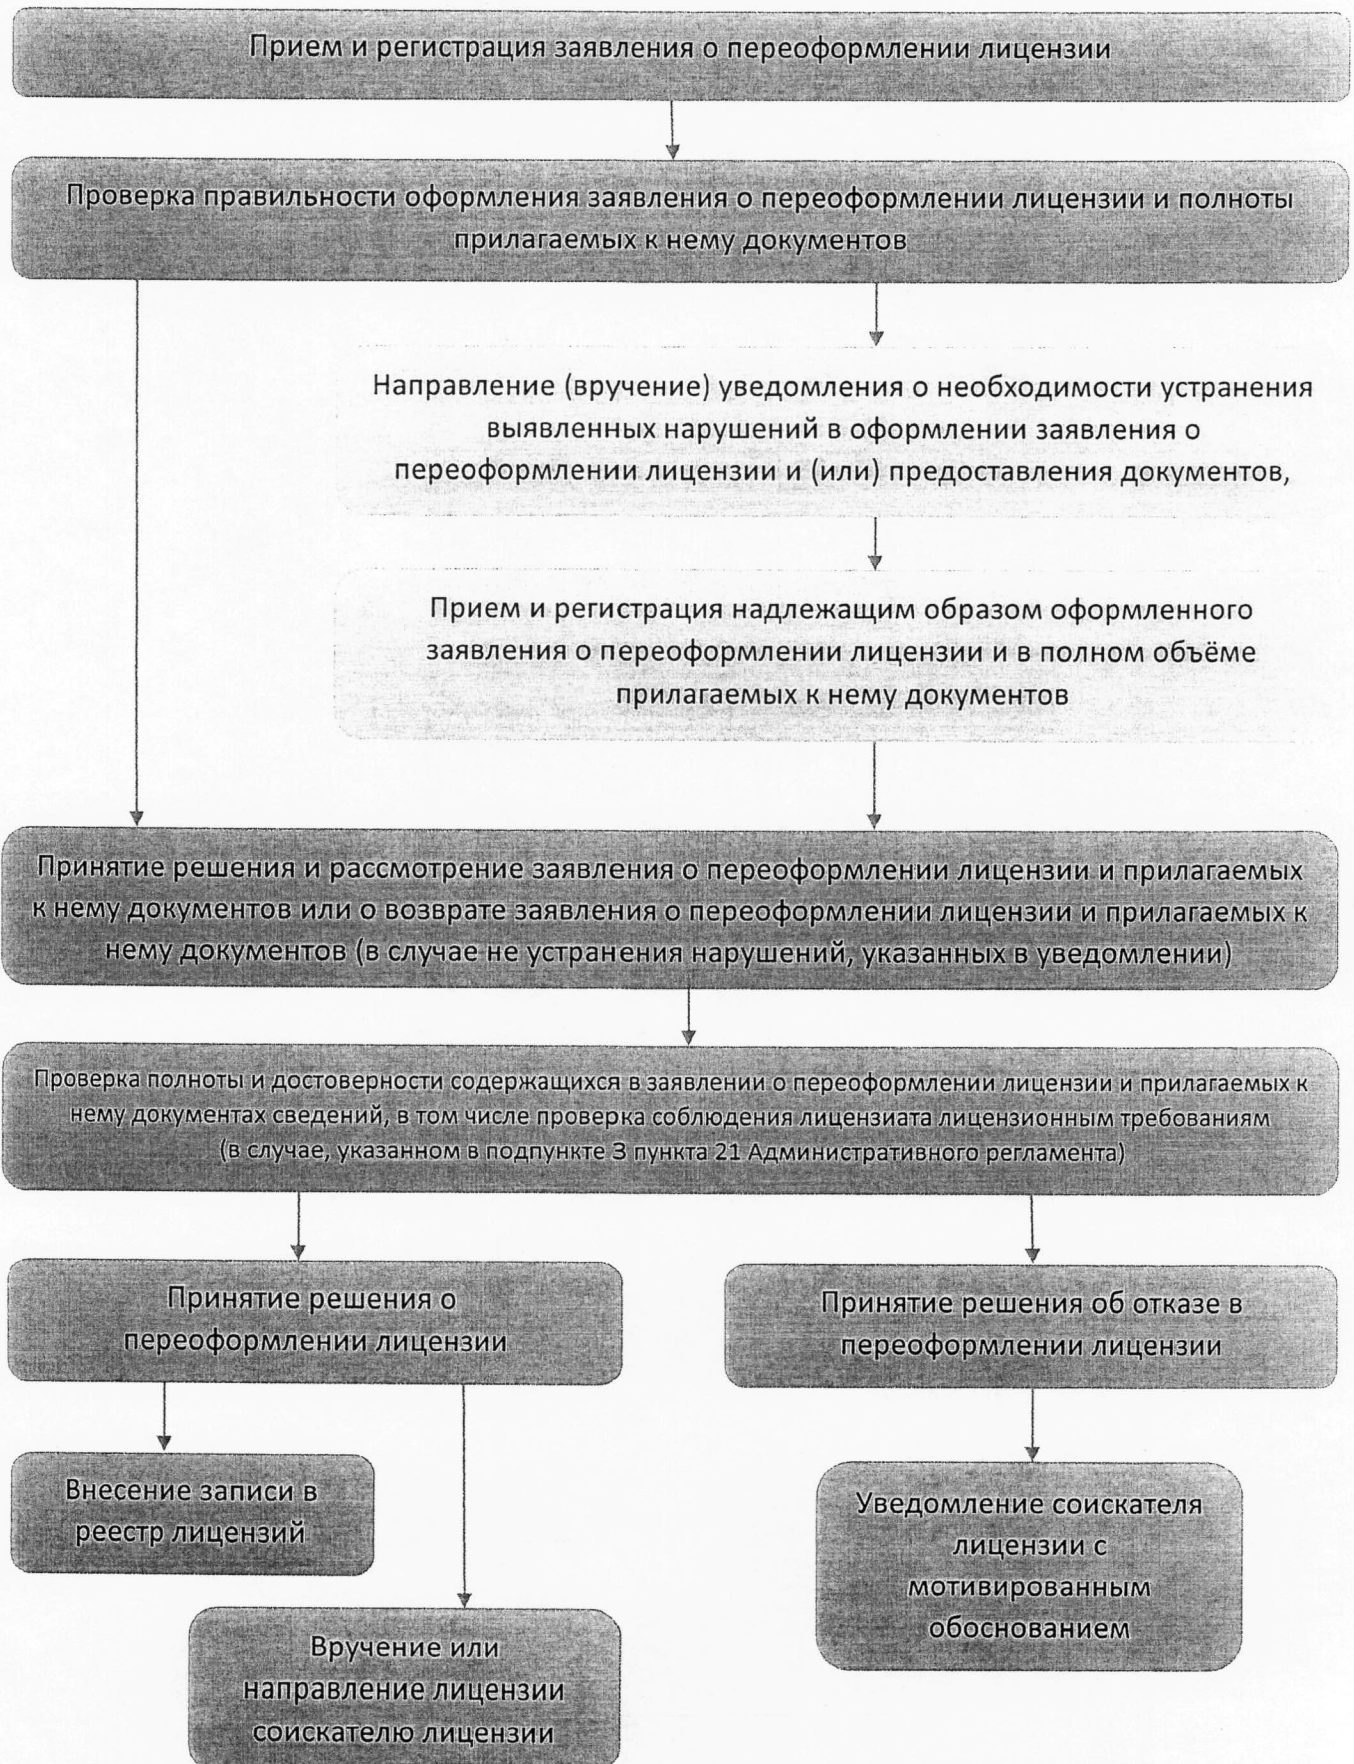 Прием и регистрация заявления о переоформлении лицензии
Проверка правильности оформления заявления о переоформлении лицензии и полноты
прилагаемых к нему документов
Направление (вручение) уведомления о необходимости устранения
выявленных нарушений в оформлении заявления о
переоформлении лицензии и (или) предоставления документов,
Прием и регистрация надлежащим образом оформленного
заявления о переоформлении лицензии и в полном объёме
прилагаемых к нему документов
Принятие решения и рассмотрение заявления о переоформлении лицензии и прилагаемых
к нему документов или о возврате заявления о переоформлении лицензии и прилагаемых к
нему документов (в случае не устранения нарушений, указанных в уведомлении)
Проверка полноты и достоверности содержащихся в заявлении о переоформлении лицензии и прилагаемых к
нему документах сведений, в том числе проверка соблюдения лицензиата лицензионным требованиям
(в случае, указанном в подпункте 3 пункта 21 Административного регламента)
Принятие решения о
переоформлении лицензии
Принятие решения об отказе в
переоформлении лицензии
Внесение записи в
реестр лицензий
Уведомление соискателя
лицензии с
мотивированным
обоснованием
Вручение или
направление лицензии
соискателю лицензии